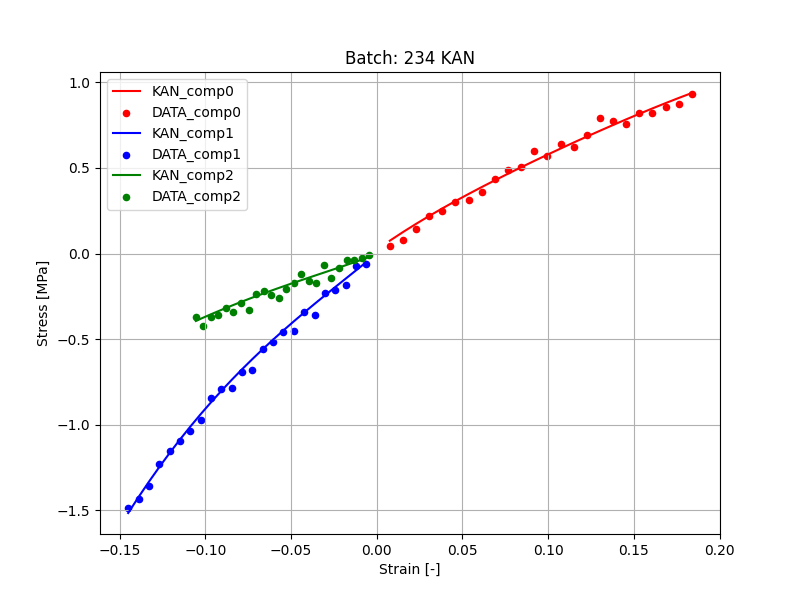 Batch: 234 KAN
KAN_comp0
DATA_comp0
KAN_comp1
DATA_comp1
KAN_comp2
DATA_comp2
1.0
0.5
0.0
−0.5
−1.0
−1.5
Stress [MPa]
−0.15 −0.10 −0.05 0.00 0.05 0.10 0.15 0.20
Strain [-]